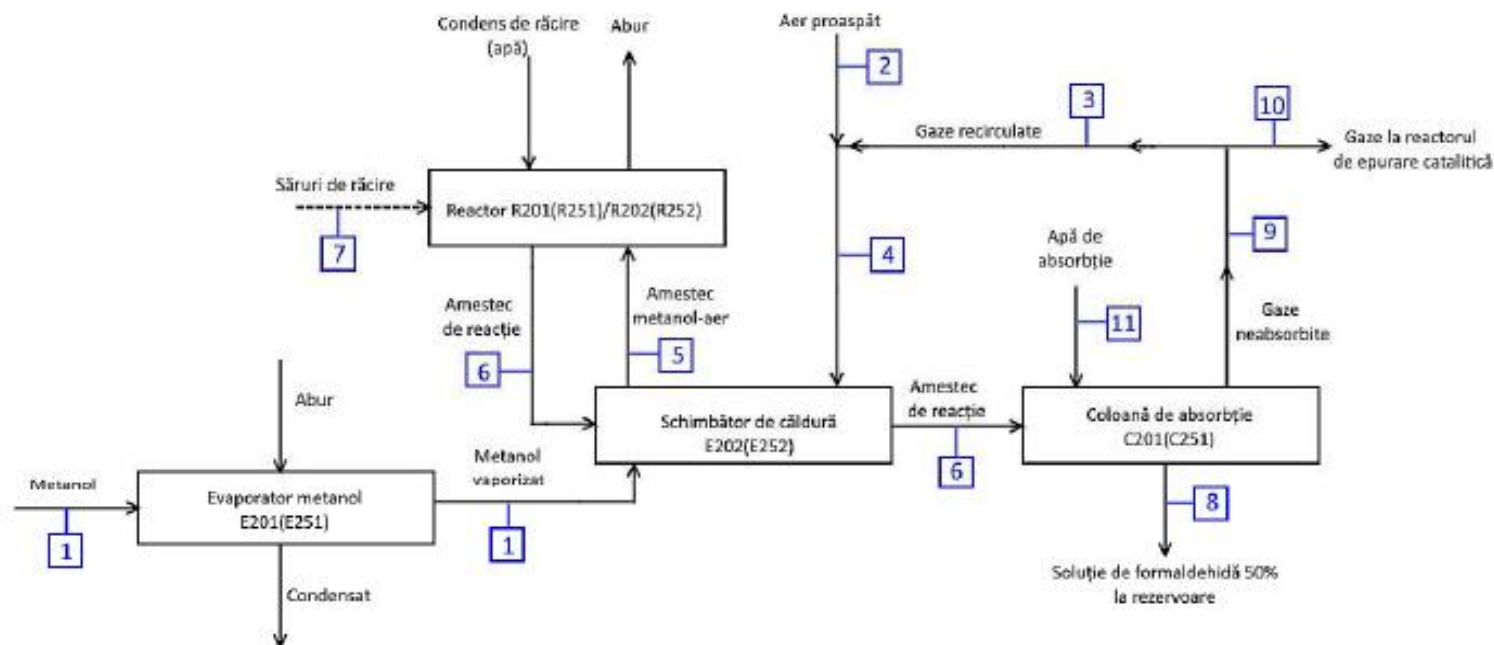 Condens de răcire
(apă)
Abur
Aer proaspăt
2
3
10
Gaze recirculate
Gaze la reactorul
de epurare catalitică
Săruri de răcire
7
Reactor R201(R251)/R202(R252)
4
9
Apă de
absorbție
11
Gaze
neabsorbite
Amestec
de reacție
6
Amestec
metanol-aer
5
Abur
Schimbător de căldură
E202(E252)
Amestec
de reacție
6
Coloană de absorbție
C201(C251)
Metanol
1
Evaporator metanol
E201(E251)
Metanol
vaporizat
1
8
Condensat
Soluție de formaldehidă 50%
la rezervoare